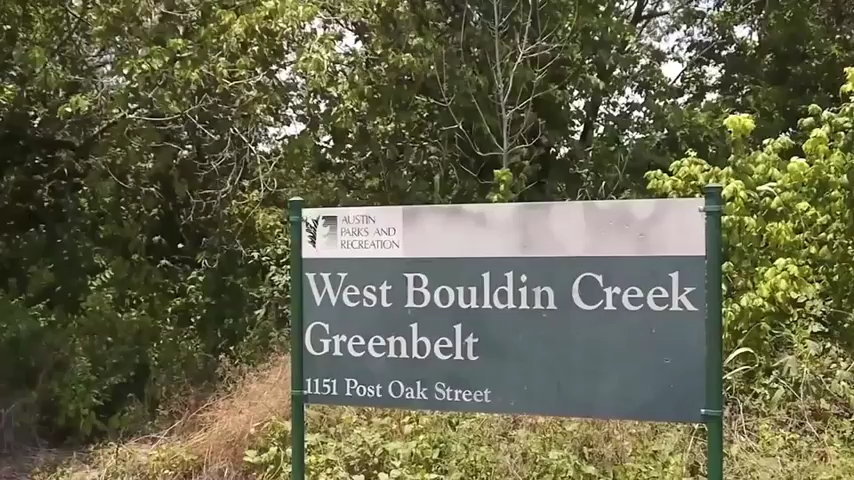 AUSTIN
PARKS AND
RECREATION
West Bouldin Creek
Greenbelt
1151 Post Oak Street